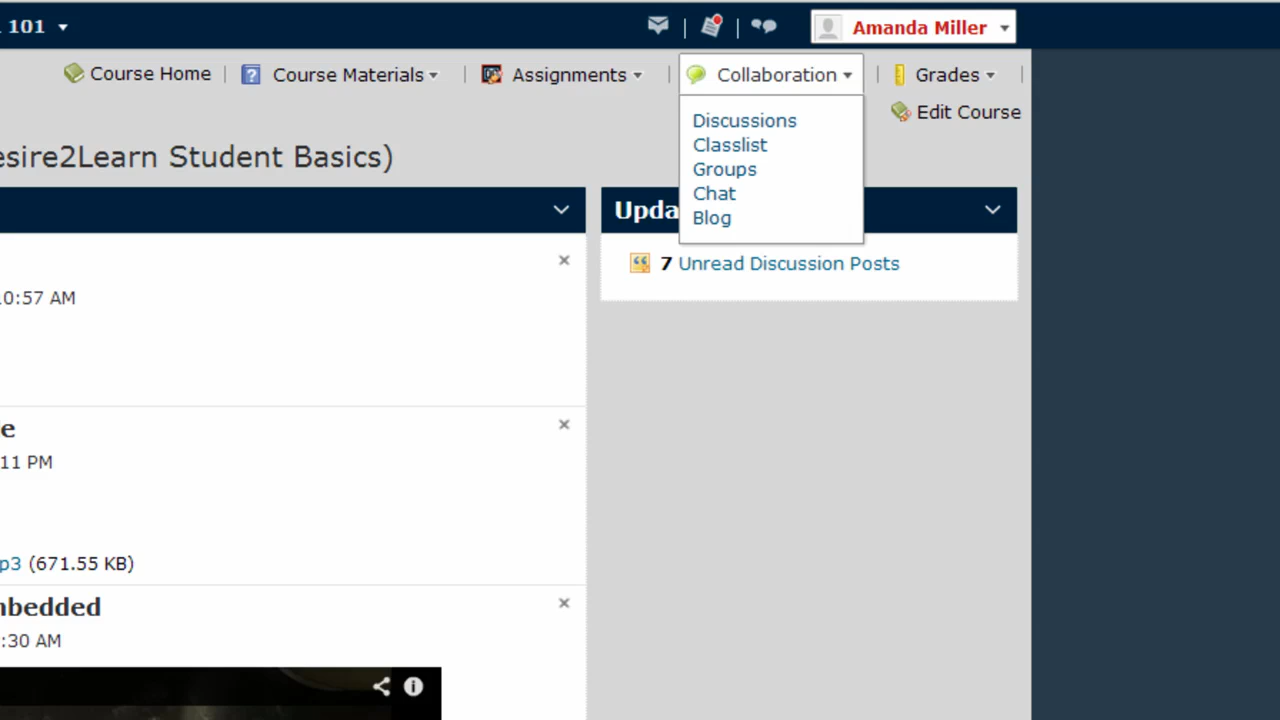 101
Amanda Miller
Course Home
Course Materials
Assignments
Collaboration
Grades
Edit Course
Discussions
Classlist
Groups
Chat
Blog
esire2Learn Student Basics)
Upda
7 Unread Discussion Posts
0:57 AM
e
11 PM
p3 (671.55 KB)
bedded
:30 AM